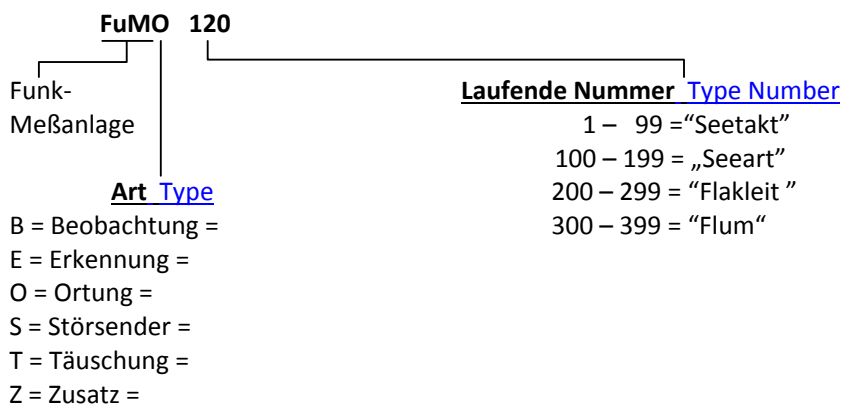 FuMO 120
Funk-
Meßanlage
Art Type
B = Beobachtung =
E = Erkennung =
O = Ortung =
S = Störsender =
T = Täuschung =
Z = Zusatz =
Laufende Nummer Type Number
1 – 99 =“Seetakt”
100 – 199 = „Seeart”
200 – 299 = “Flakleit ”
300 – 399 = “Flum“